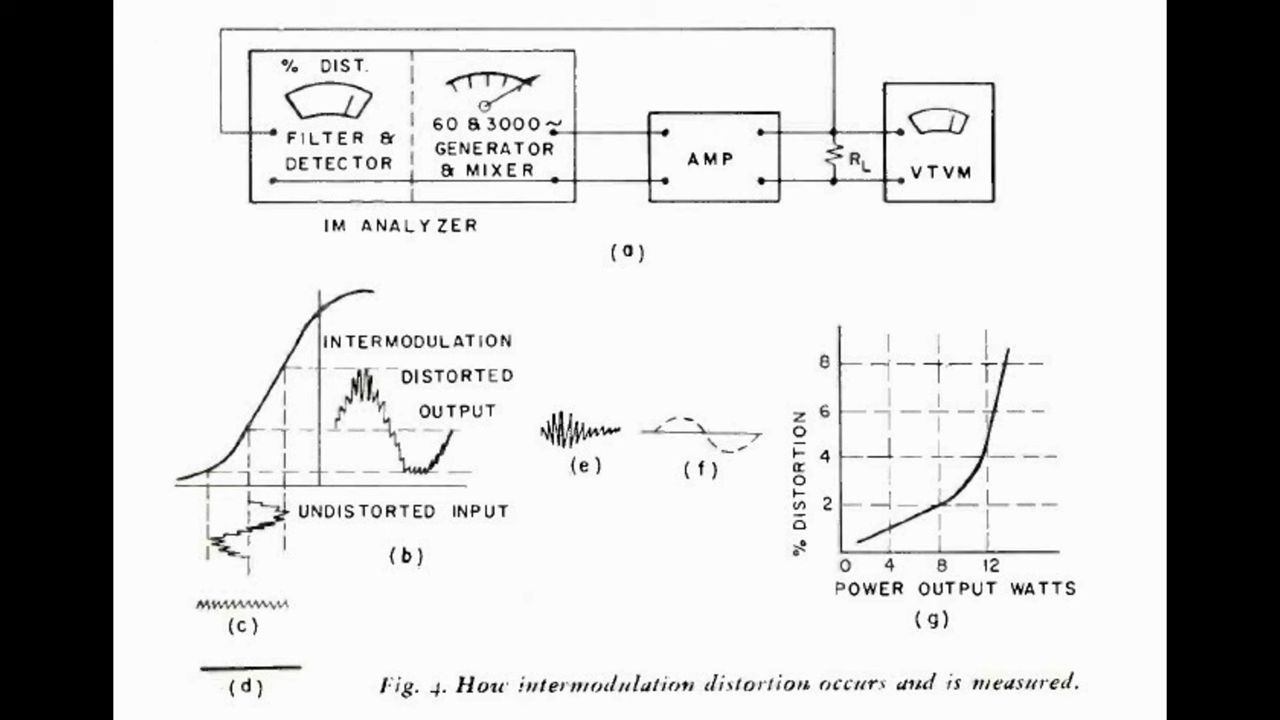 % DIST.
FILTER &
DETECTOR
60 & 3000 ~
GENERATOR
& MIXER
AMP
RL
VTVM
IM ANALYZER
(a)
INTERMODULATION
DISTORTED
OUTPUT
UNDISTORTED INPUT
(b)
(c)
(d)
(e)
(f)
% DISTORTION
8
6
4
2
0 4 8 12
POWER OUTPUT WATTS
(g)
Fig. 4. How intermodulation distortion occurs and is measured.